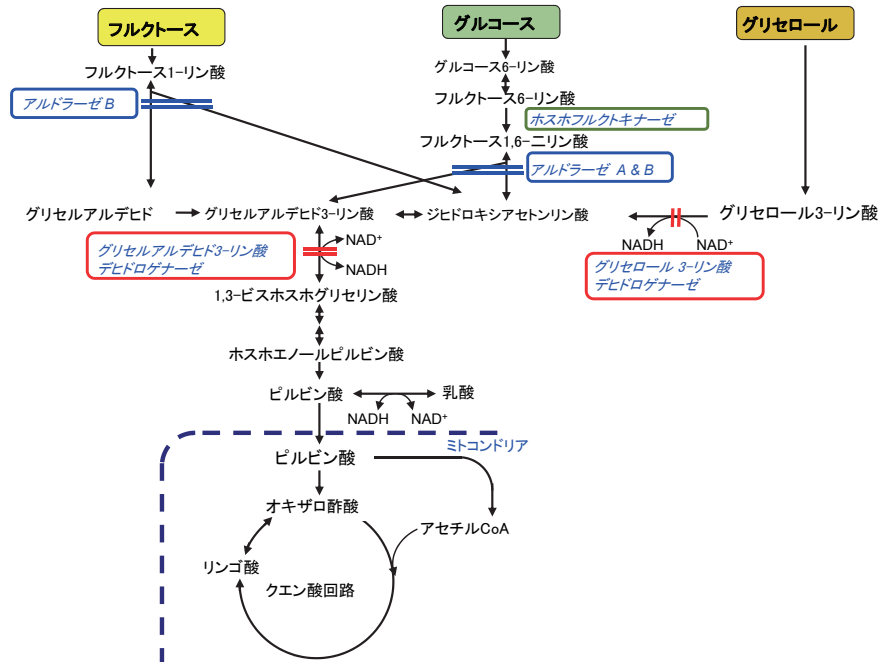 フルクトース
グルコース
グリセロール
フルクトース1-リン酸
グルコース6-リン酸
アルドラーゼ B
フルクトース6-リン酸
ホスホフルクトキナーゼ
フルクトース1,6-二リン酸
アルドラーゼ A & B
グリセルアルデヒド
グリセルアルデヒド3-リン酸
ジヒドロキシアセトンリン酸
グリセロール3-リン酸
NAD+
NADH
グリセルアルデヒド3-リン酸
デヒドロゲナーゼ
NADH
NAD+
グリセロール 3-リン酸
デヒドロゲナーゼ
1,3-ビスホスホグリセリン酸
ホスホエノールピルビン酸
ピルビン酸
乳酸
NADH
NAD+
ミトコンドリア
ピルビン酸
オキザロ酢酸
アセチルCoA
リンゴ酸
クエン酸回路